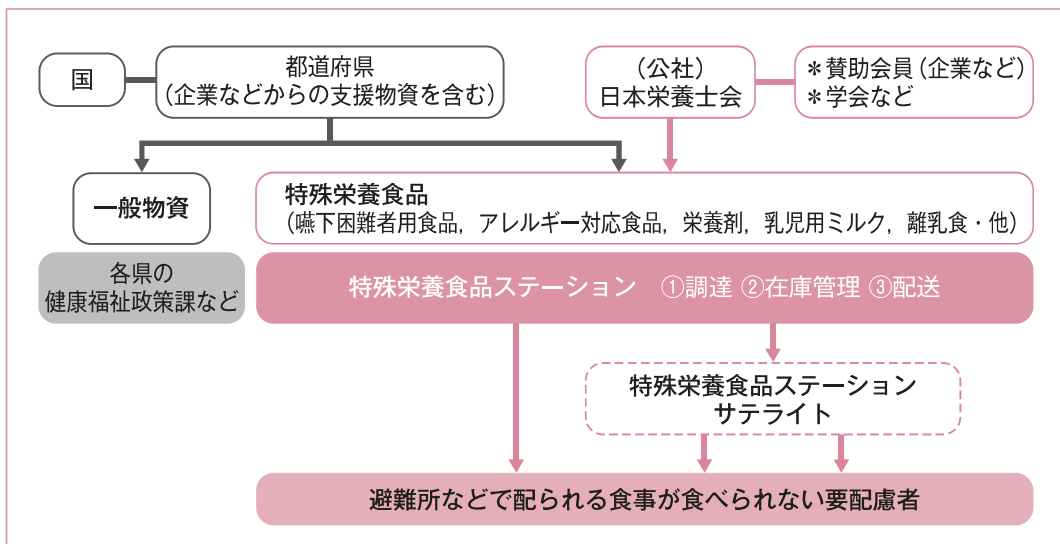 国
都道府県
(企業などからの支援物資を含む)
(公社)
日本栄養士会
＊賛助会員(企業など)
＊学会など
一般物資
特殊栄養食品
(嚥下困難者用食品，アレルギー対応食品，栄養剤，乳児用ミルク，離乳食・他)
各県の
健康福祉政策課など
特殊栄養食品ステーション　①調達 ②在庫管理 ③配送
特殊栄養食品ステーション
サテライト
避難所などで配られる食事が食べられない要配慮者